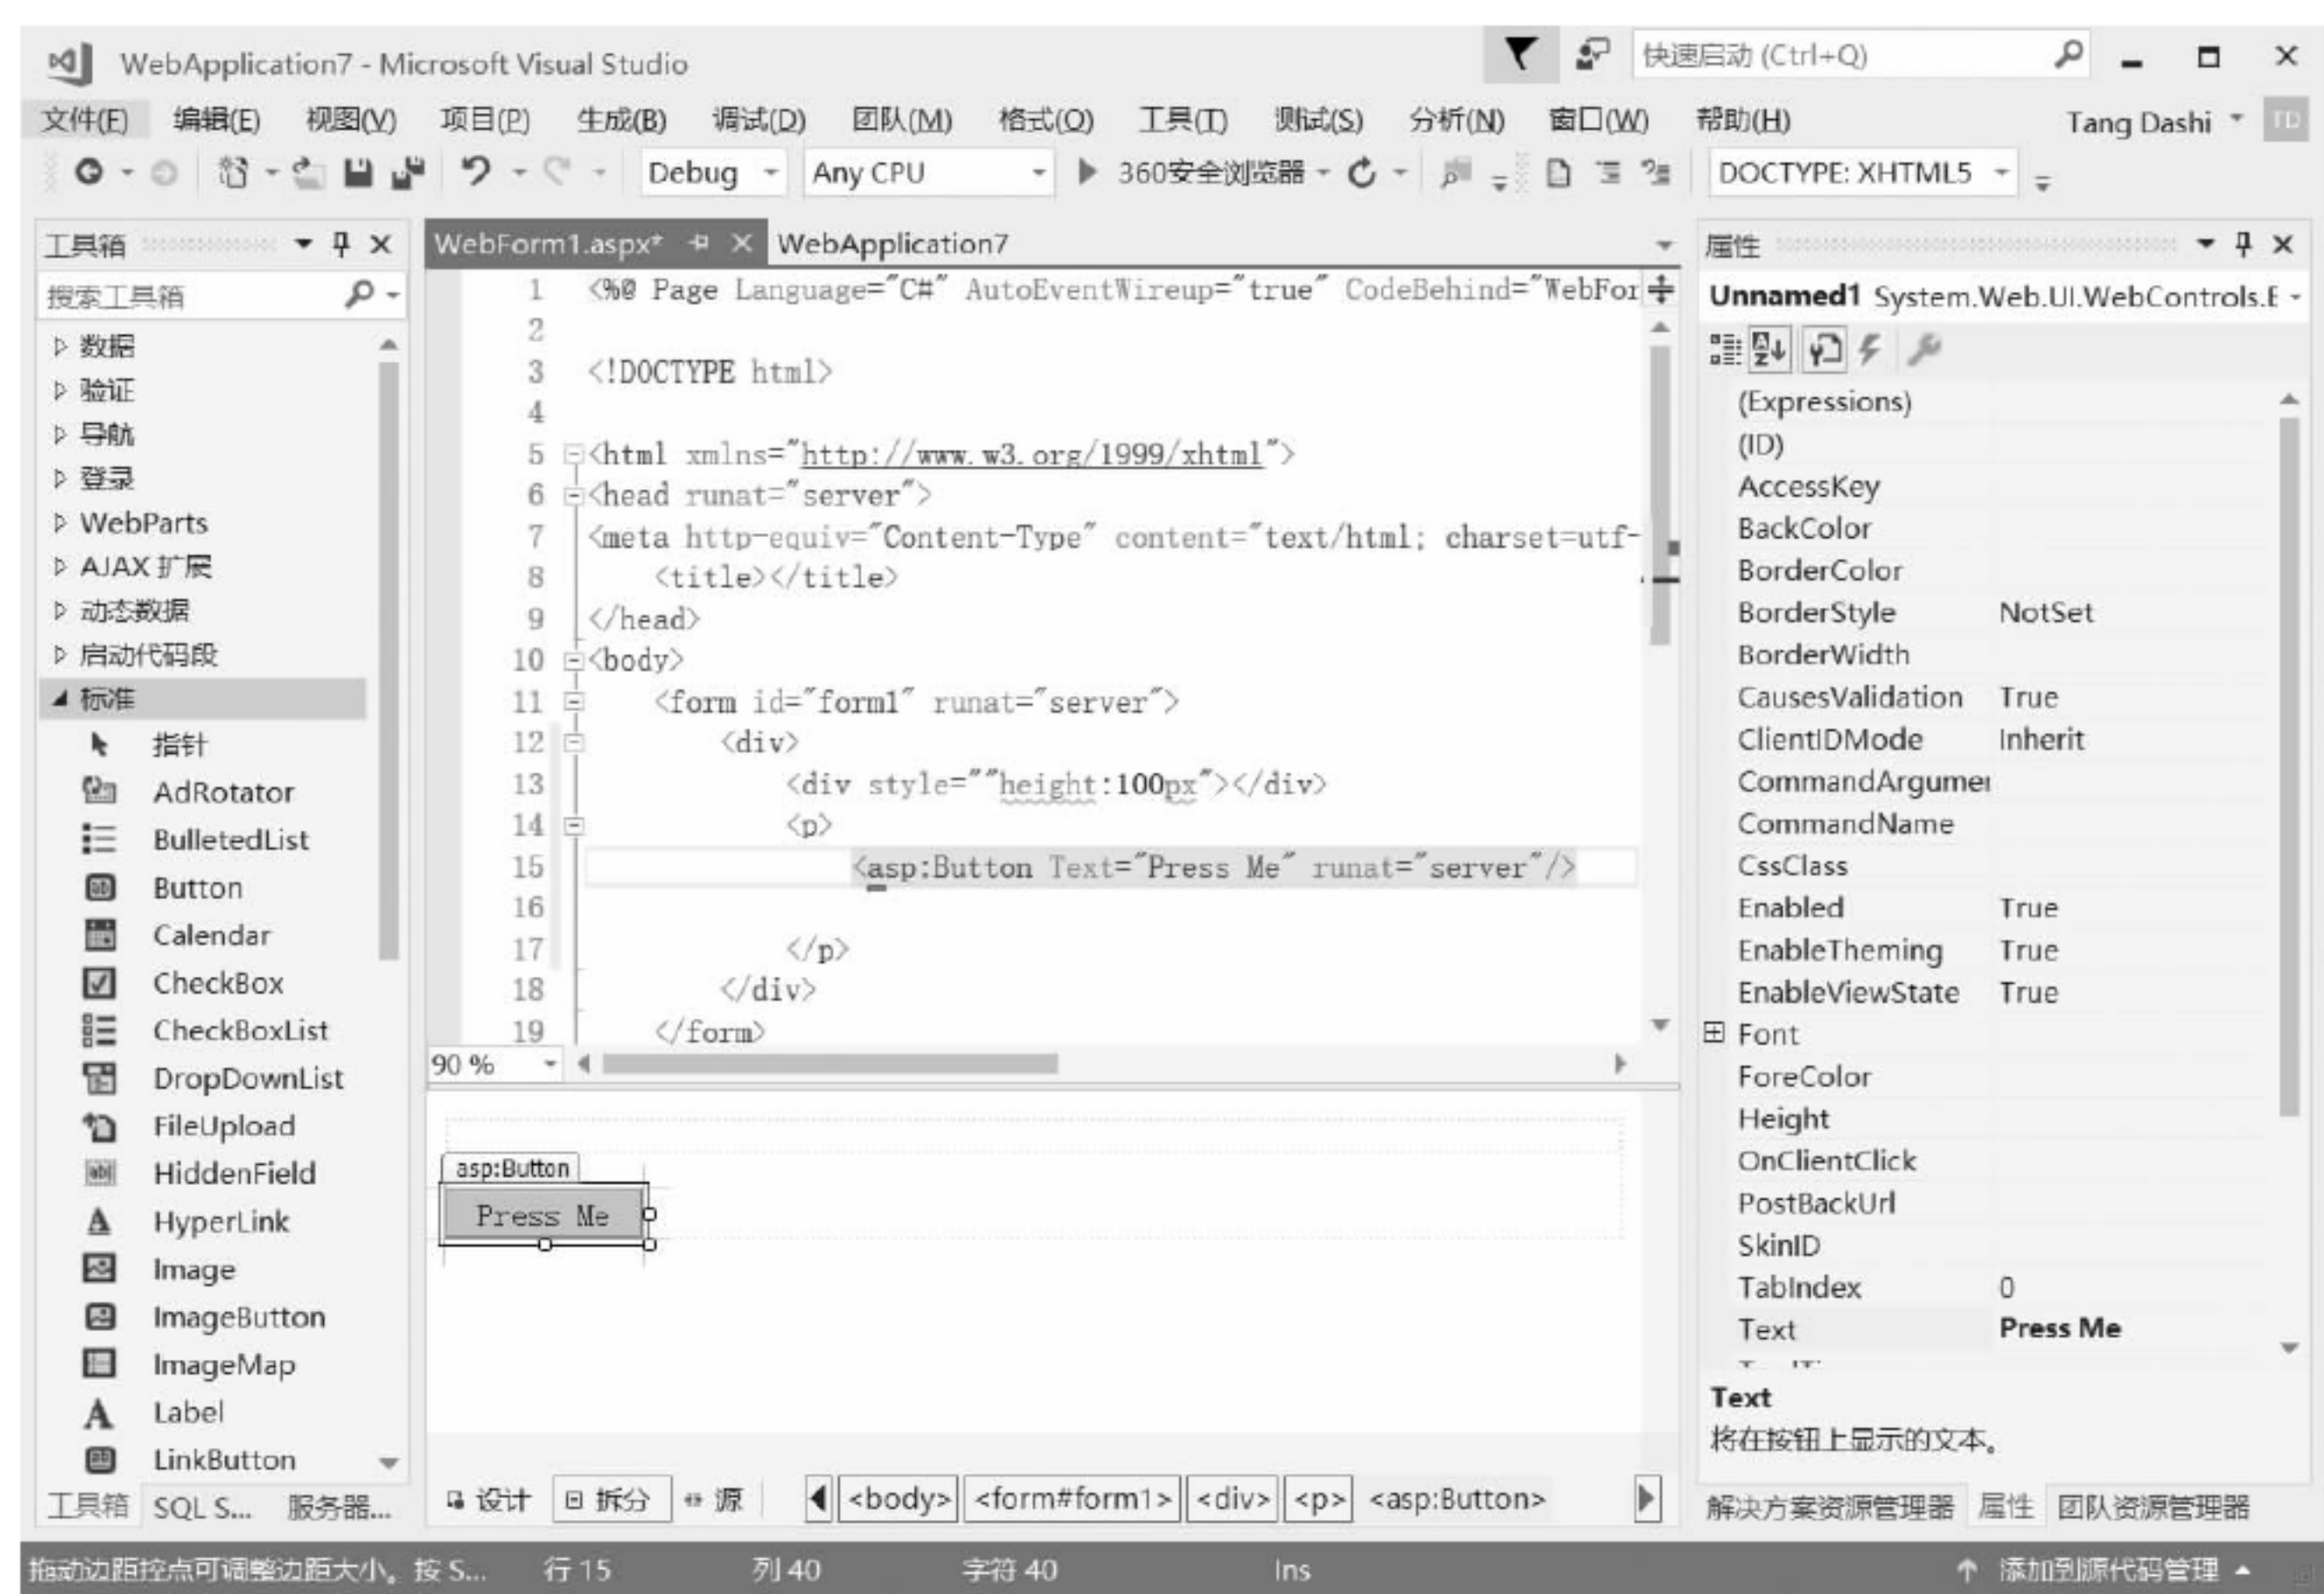 WebApplication7 - Microsoft Visual Studio
快速启动 (Ctrl+Q)
文件(F) 编辑(E) 视图(V) 项目(P) 生成(B) 调试(D) 团队(M) 格式(O) 工具(T) 测试(S) 分析(N) 窗口(W) 帮助(H) Tang Dashi TD
Debug Any CPU 360安全浏览器 DOCTYPE: XHTML5
工具箱
搜索工具箱
数据
验证
导航
登录
WebParts
AJAX 扩展
动态数据
启动代码段
标准
指针
AdRotator
BulletedList
Button
Calendar
CheckBox
CheckBoxList
DropDownList
FileUpload
HiddenField
HyperLink
Image
ImageButton
ImageMap
Label
LinkButton
工具箱 SQL S... 服务器...
WebForm1.aspx* WebApplication7
1 <%@ Page Language="C#" AutoEventWireup="true" CodeBehind="WebFor
2
3 <!DOCTYPE html>
4
5 <html xmlns="http://www.w3.org/1999/xhtml">
6 <head runat="server">
7 <meta http-equiv="Content-Type" content="text/html; charset=utf-
8 <title></title>
9 </head>
10 <body>
11 <form id="form1" runat="server">
12 <div>
13 <div style=""height:100px"></div>
14 <p>
15 <asp:Button Text="Press Me" runat="server"/>
16
17 </p>
18 </div>
19 </form>
90 %
asp:Button
Press Me
设计 拆分 源 <body> <form#form1> <div> <p> <asp:Button>
属性
Unnamed1 System.Web.UI.WebControls.
(Expressions)
(ID)
AccessKey
BackColor
BorderColor
BorderStyle NotSet
BorderWidth
CausesValidation True
ClientIDMode Inherit
CommandArgumen
CommandName
CssClass
Enabled True
EnableTheming True
EnableViewState True
Font
ForeColor
Height
OnClientClick
PostBackUrl
SkinID
TabIndex 0
Text Press Me
Text
将在按钮上显示的文本。
解决方案资源管理器 属性 团队资源管理器
拖动边距控点可调整边距大小。按 S... 行 15 列 40 字符 40 Ins 添加到源代码管理